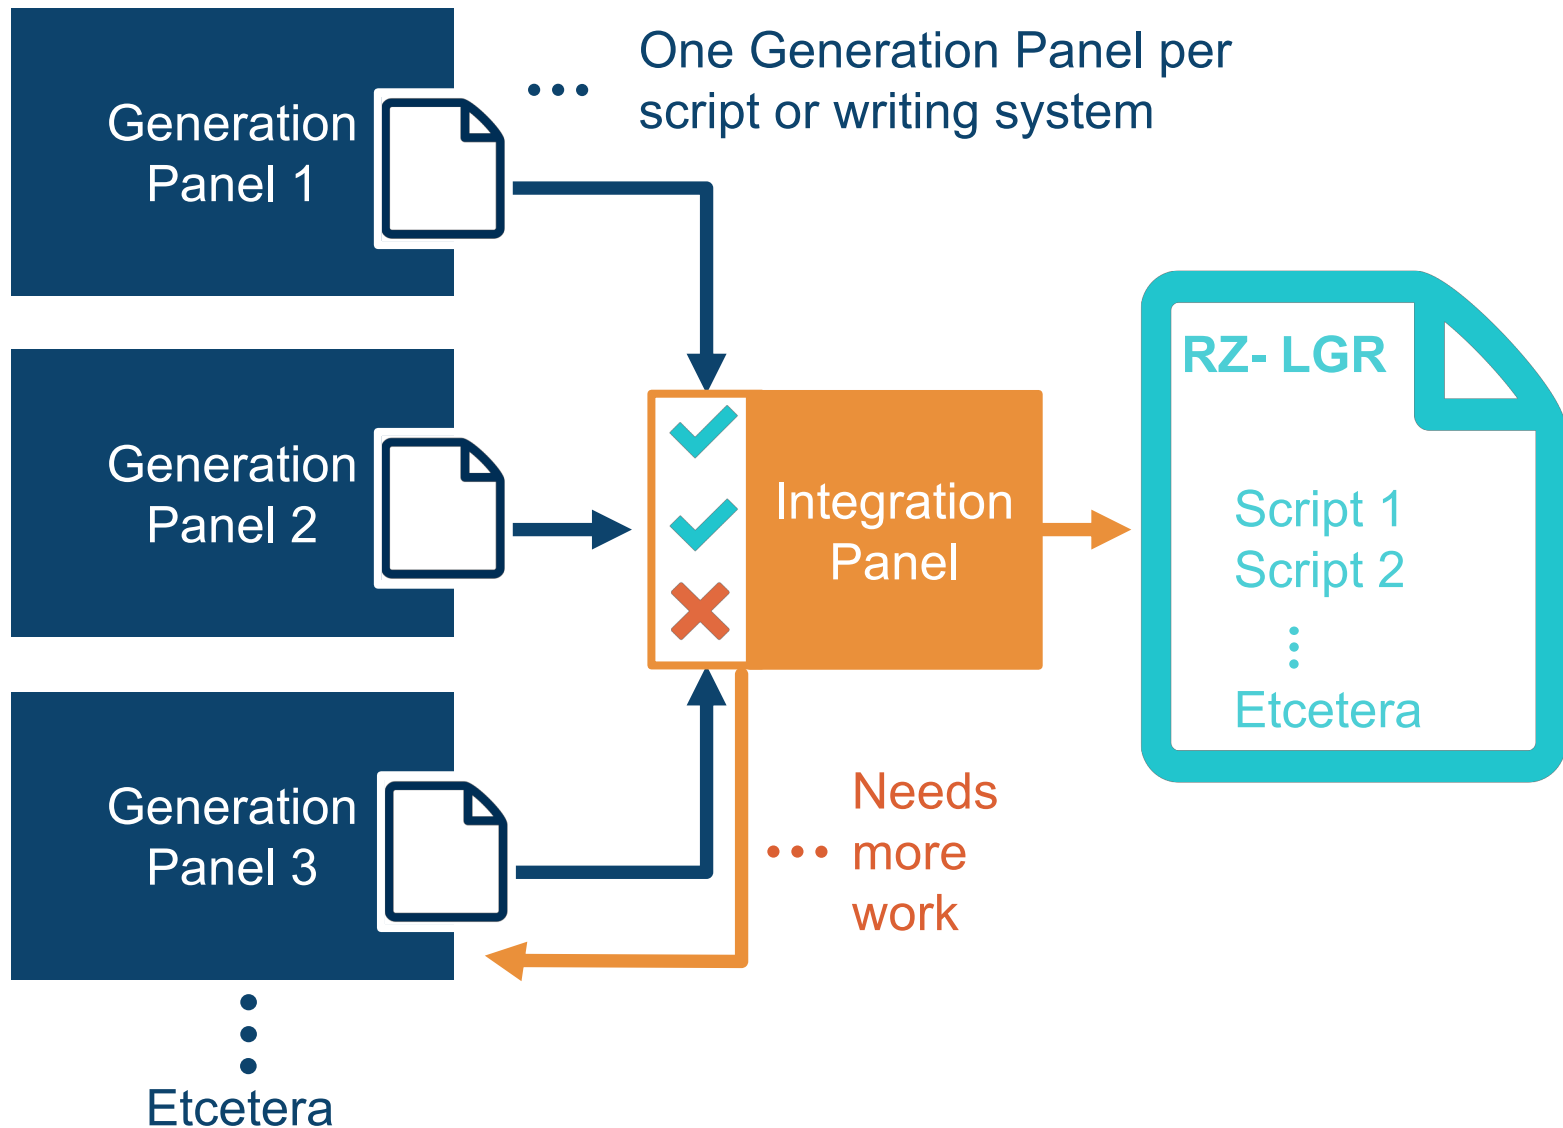 One Generation Panel per
script or writing system
Generation
Panel 1
Generation
Panel 2
Generation
Panel 3
Etcetera
Integration
Panel
Needs
more
work
RZ- LGR
Script 1
Script 2
Etcetera